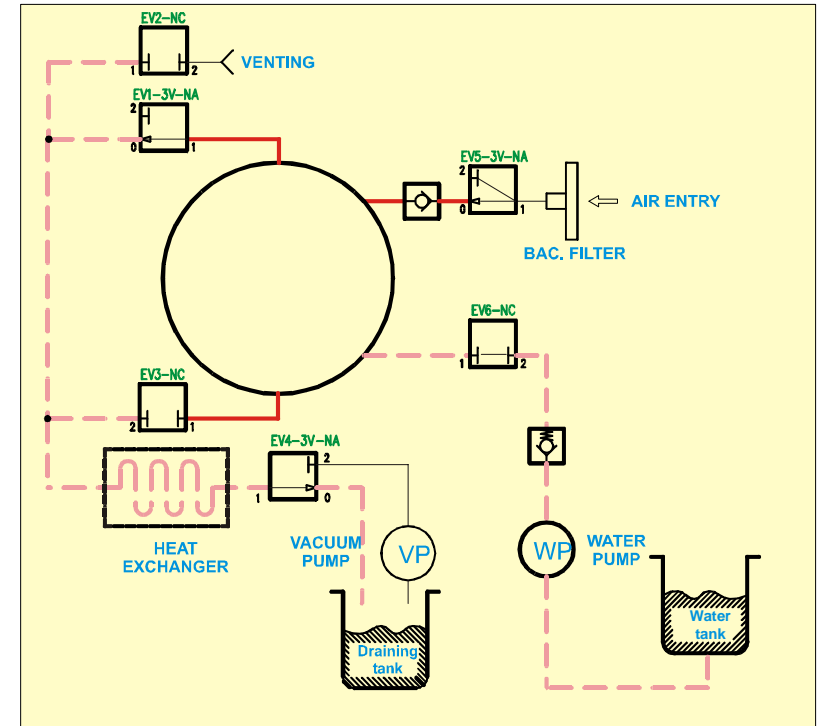 EV2-NC
1 2
VENTING
EV1-3V-NA
2
0 1
EV5-3V-NA
2
0 1
AIR ENTRY
BAC. FILTER
EV6-NC
1 2
EV3-NC
2 1
EV4-3V-NA
2
1 0
HEAT
EXCHANGER
VACUUM
PUMP
VP
WP
WATER
PUMP
Water
tank
Draining
tank